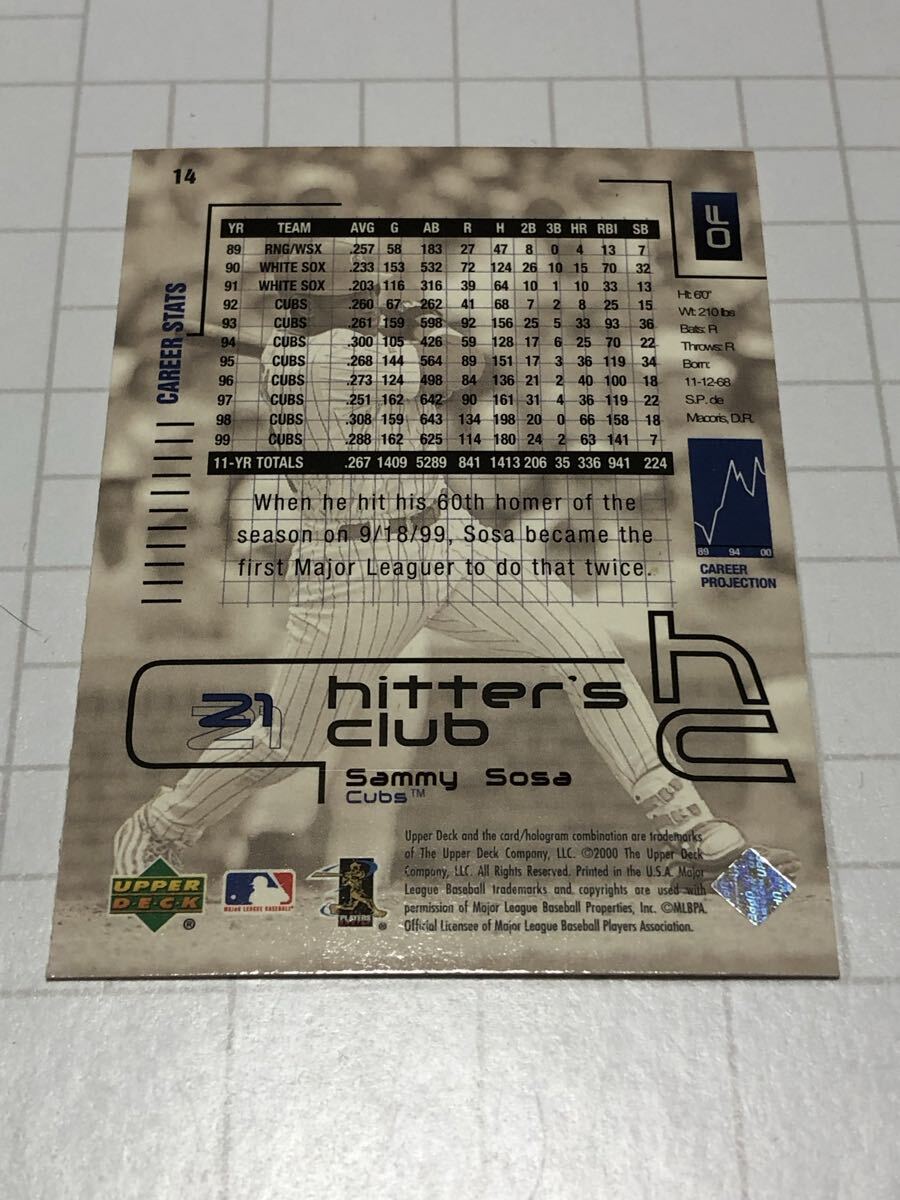 14
OF
YR TEAM AVG G AB R H 2B 3B HR RBI SB
89 RNG/WSX .257 58 183 27 47 8 0 4 13 7
90 WHITE SOX .233 153 532 72 124 26 10 15 70 32
91 WHITE SOX .203 116 316 39 64 10 1 10 33 13
92 CUBS .260 67 262 41 68 7 2 8 25 15
93 CUBS .261 159 598 92 156 25 5 33 93 36
94 CUBS .300 105 426 59 128 17 6 25 70 22
95 CUBS .268 144 564 89 151 17 3 36 119 34
96 CUBS .273 124 498 84 136 21 2 40 100 18
97 CUBS .251 162 642 90 161 31 4 36 119 22
98 CUBS .308 159 643 134 198 20 0 66 158 18
99 CUBS .288 162 625 114 180 24 2 63 141 7
11-YR TOTALS .267 1409 5289 841 1413 206 35 336 941 224
CAREER STATS
Ht: 6'0"
Wt: 210 lbs
Bats: R
Throws: R
Born:
11-12-68
S.P. de
Macoris, D.R.
89 94 00
CAREER
PROJECTION
When he hit his 60th homer of the
season on 9/18/99, Sosa became the
first Major Leaguer to do that twice.
hc
21
21
hitter's
club
Sammy Sosa
Cubs™
Upper Deck and the card/hologram combination are trademarks
of The Upper Deck Company, LLC. ©2000 The Upper Deck
Company, LLC. All Rights Reserved. Printed in the U.S.A. Major
League Baseball trademarks and copyrights are used with
permission of Major League Baseball Properties, Inc. ©MLBPA
Official Licensee of Major League Baseball Players Association.
UPPER
DECK®
MAJOR LEAGUE BASEBALL
PLAYERS